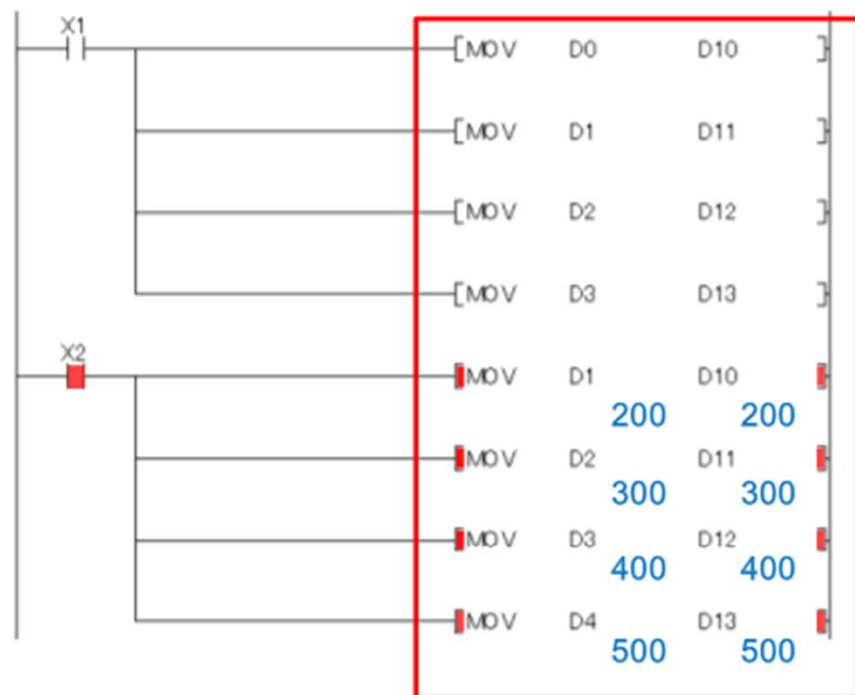 X1
[MOV D0 D10 ]
[MOV D1 D11 ]
[MOV D2 D12 ]
[MOV D3 D13 ]
X2
[MOV D1 D10 ]
200 200
[MOV D2 D11 ]
300 300
[MOV D3 D12 ]
400 400
[MOV D4 D13 ]
500 500